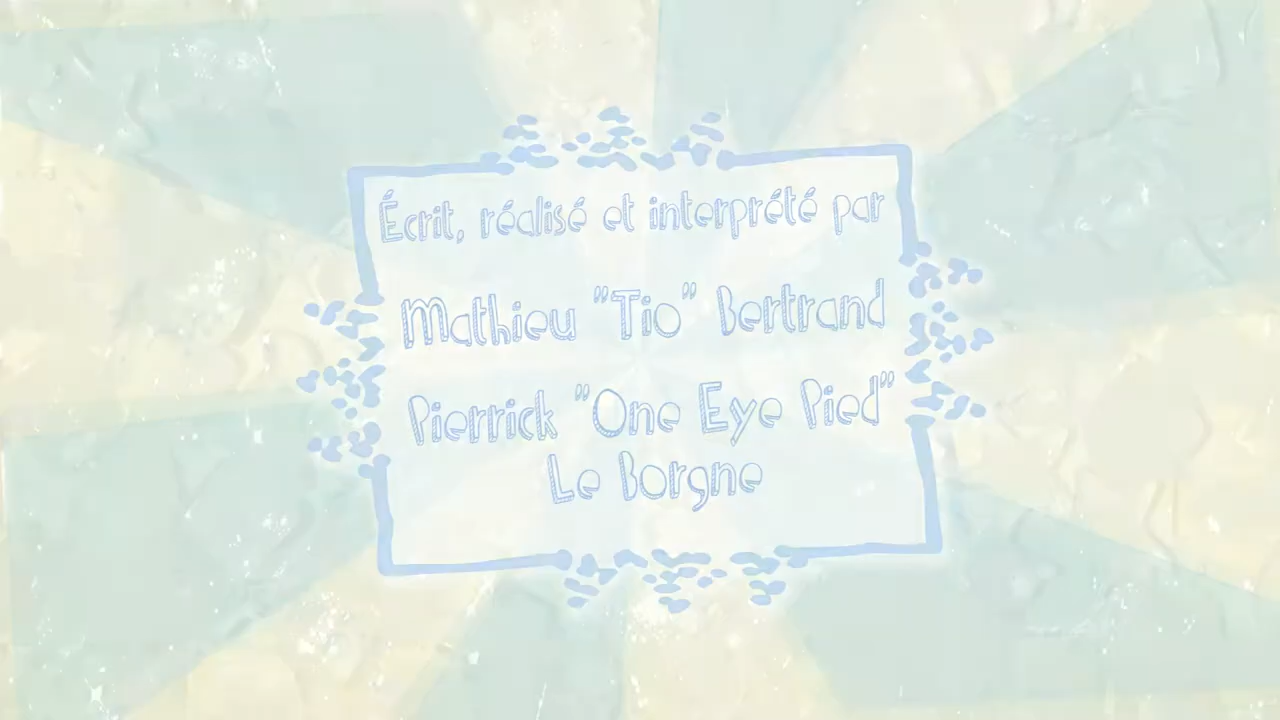 Écrit, réalisé et interprété par
Mathieu "Tio" Bertrand
Pierrick "One Eye Pied"
Le Borgne